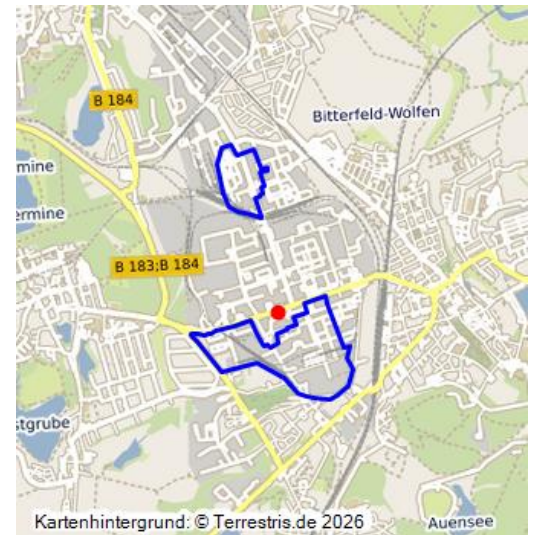 B 184
Bitterfeld-Wolfen
mine
ermine
B 183;B 184
stgrube
Kartenhintergrund: © Terrestris.de 2026
Auensee